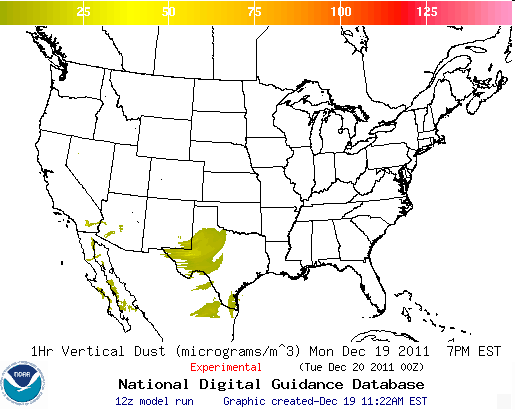 25 50 75 100 125
1Hr Vertical Dust (micrograms/m^3) Mon Dec 19 2011 7PM EST
Experimental (Tue Dec 20 2011 00Z)
National Digital Guidance Database
12z model run Graphic created-Dec 19 11:22AM EST
NOAA